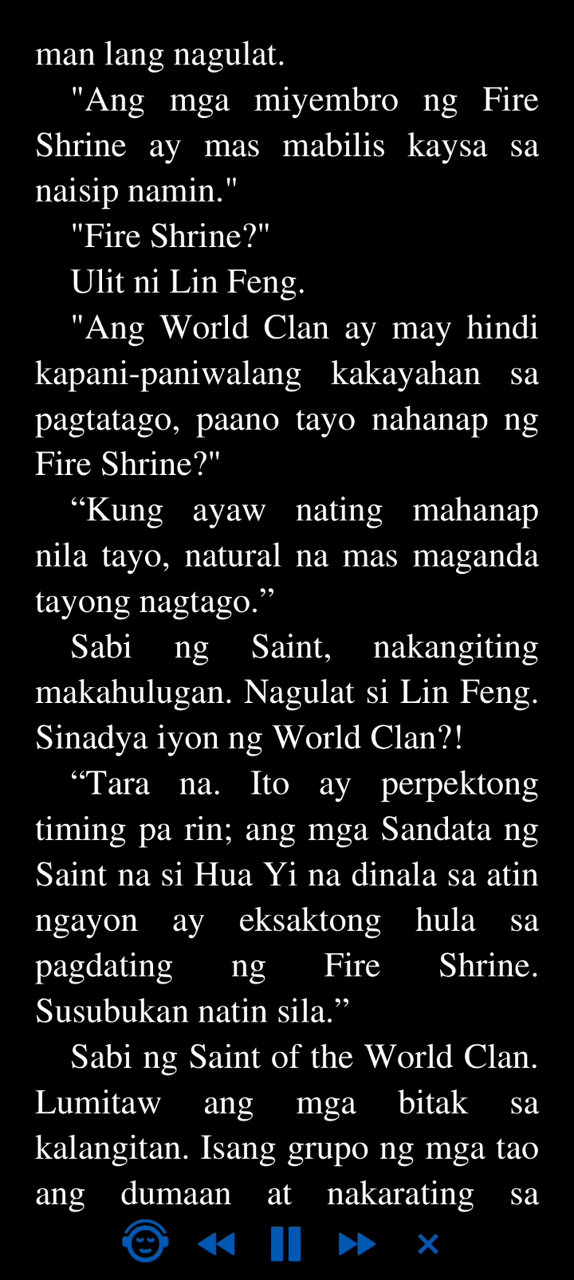 man lang nagulat.
"Ang mga miyembro ng Fire
Shrine ay mas mabilis kaysa sa
naisip namin."
"Fire Shrine?"
Ulit ni Lin Feng.
"Ang World Clan ay may hindi
kapani-paniwalang kakayahan sa
pagtatago, paano tayo nahanap ng
Fire Shrine?"
“Kung ayaw nating mahanap
nila tayo, natural na mas maganda
tayong nagtago.”
Sabi ng Saint, nakangiting
makahulugan. Nagulat si Lin Feng.
Sinadya iyon ng World Clan?!
“Tara na. Ito ay perpektong
timing pa rin; ang mga Sandata ng
Saint na si Hua Yi na dinala sa atin
ngayon ay eksaktong hula sa
pagdating ng Fire Shrine.
Susubukan natin sila.”
Sabi ng Saint of the World Clan.
Lumitaw ang mga bitak sa
kalangitan. Isang grupo ng mga tao
ang dumaan at nakarating sa